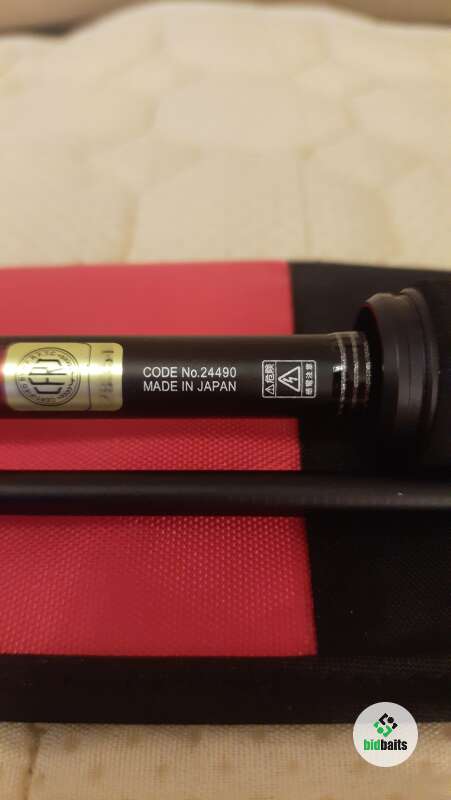 CODE No.24490
MADE IN JAPAN
⚠危険
感電注意
bidbaits